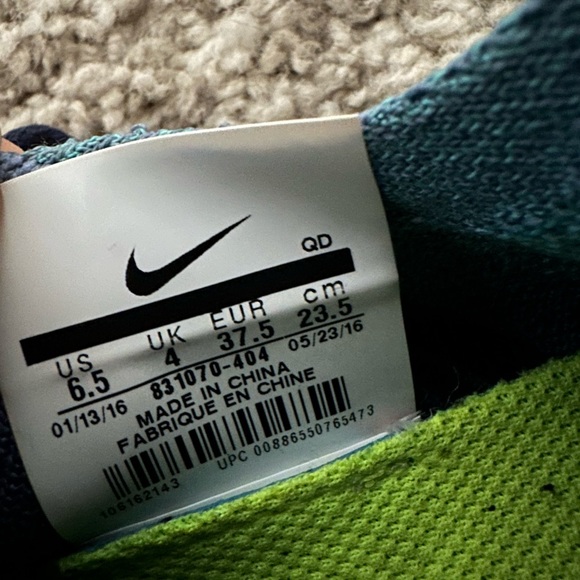 QD
US UK EUR cm
6.5 4 37.5 23.5
01/13/16 831070-404 05/23/16
MADE IN CHINA
FABRIQUE EN CHINE
UPC 00886550765473
106162143